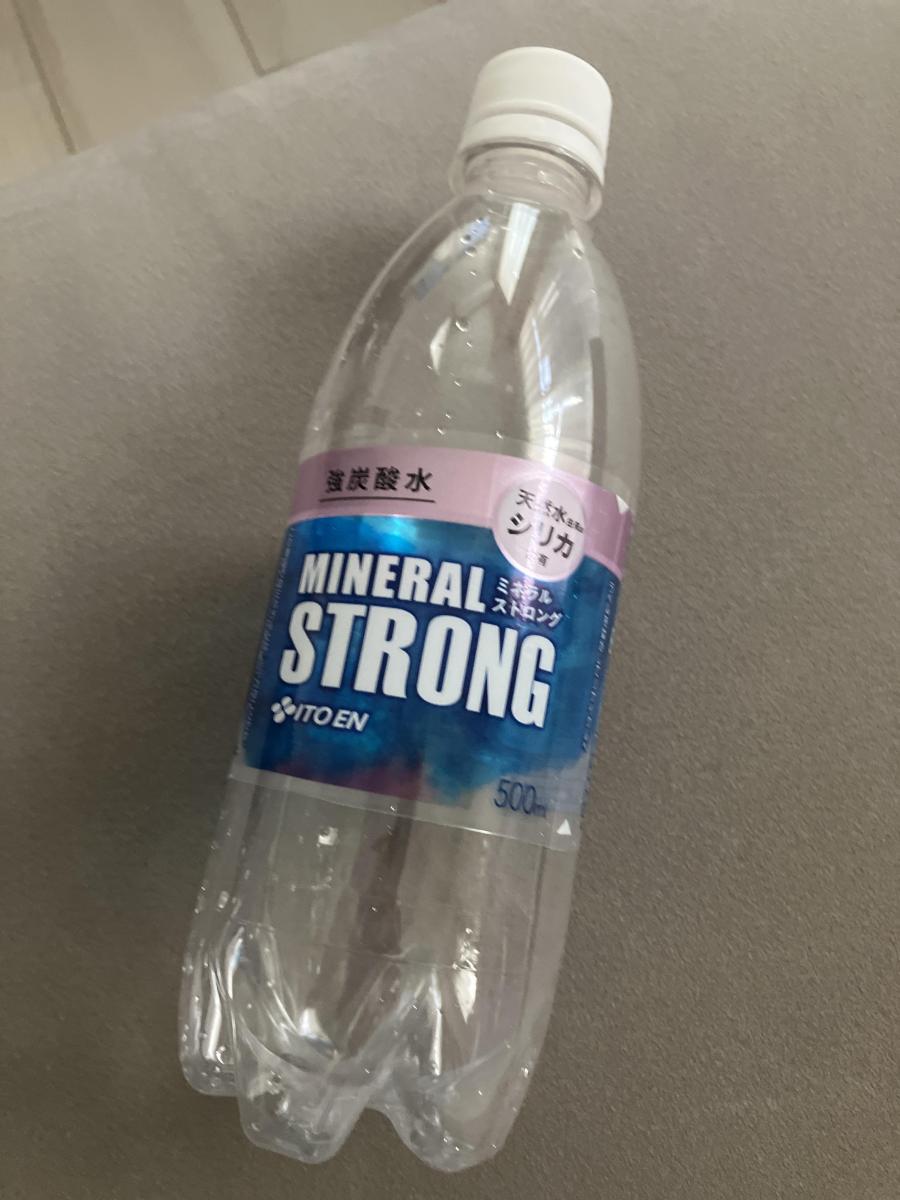 強炭酸水
天然水
シリカ
MINERAL
ミネラル
ストロング
STRONG
ITO EN
500ml